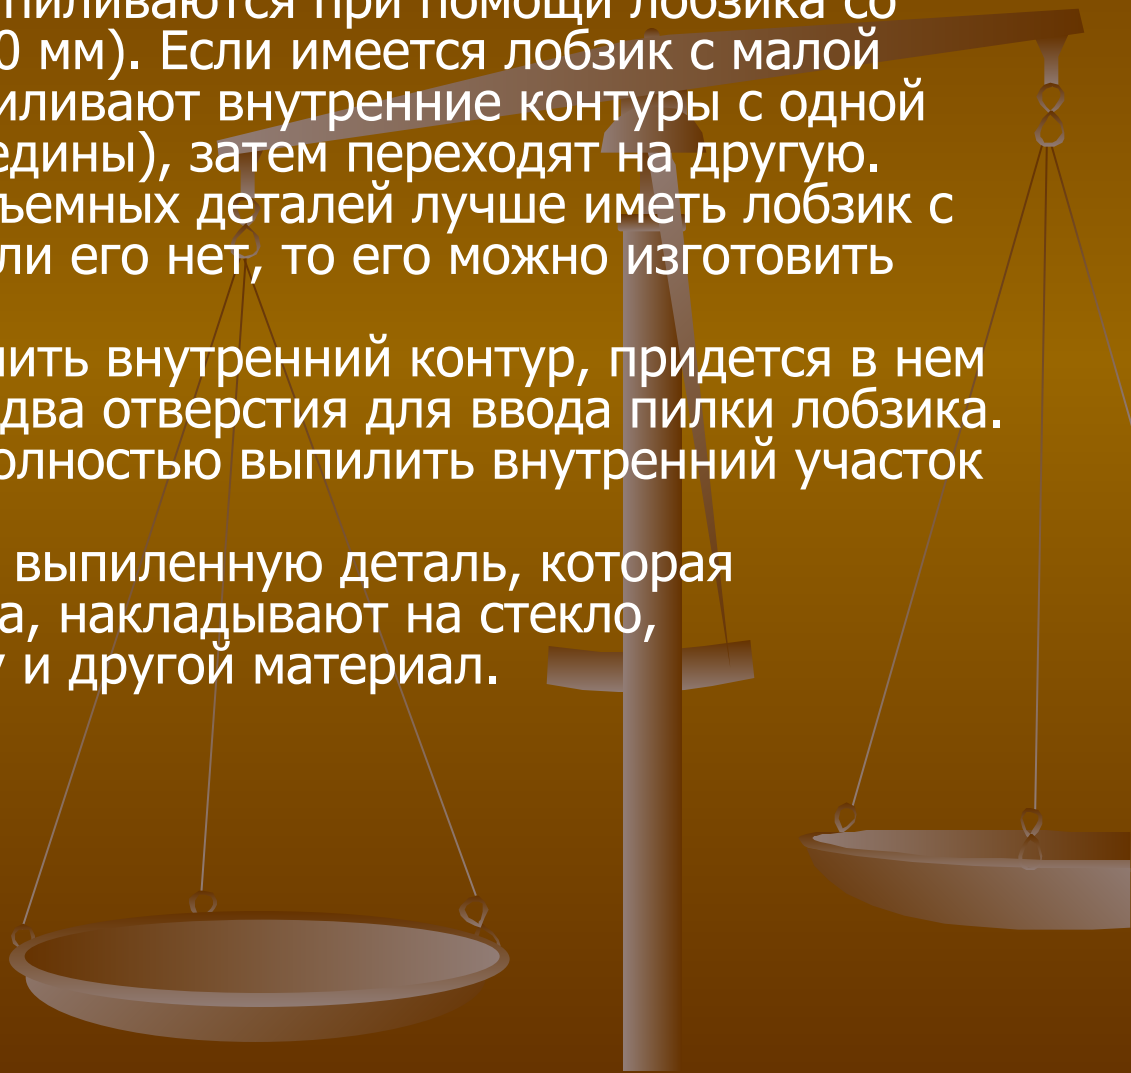 пиливаются при помощи лобзика со
0 мм). Если имеется лобзик с малой
иливают внутренние контуры с одной
едины), затем переходят на другую.
ъемных деталей лучше иметь лобзик с
ли его нет, то его можно изготовить
ить внутренний контур, придется в нем
два отверстия для ввода пилки лобзика.
олностью выпилить внутренний участок
выпиленную деталь, которая
а, накладывают на стекло,
и другой материал.